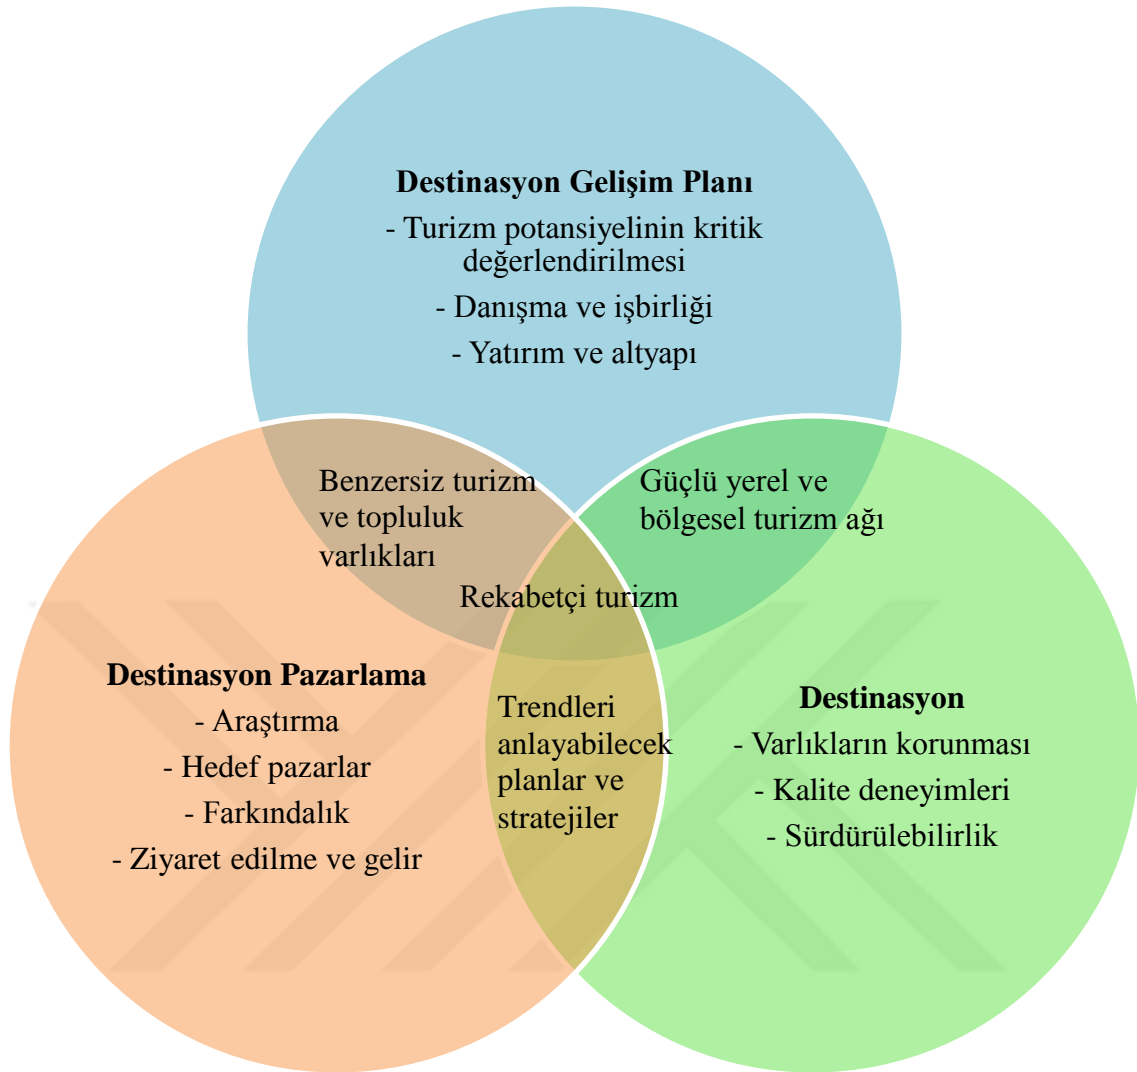 Destinasyon Gelişim Planı
- Turizm potansiyelinin kritik
değerlendirilmesi
- Danışma ve işbirliği
- Yatırım ve altyapı
Benzersiz turizm
ve topluluk
varlıkları
Güçlü yerel ve
bölgesel turizm ağı
Rekabetçi turizm
Destinasyon Pazarlama
- Araştırma
- Hedef pazarlar
- Farkındalık
- Ziyaret edilme ve gelir
Trendleri
anlayabilecek
planlar ve
stratejiler
Destinasyon
- Varlıkların korunması
- Kalite deneyimleri
- Sürdürülebilirlik